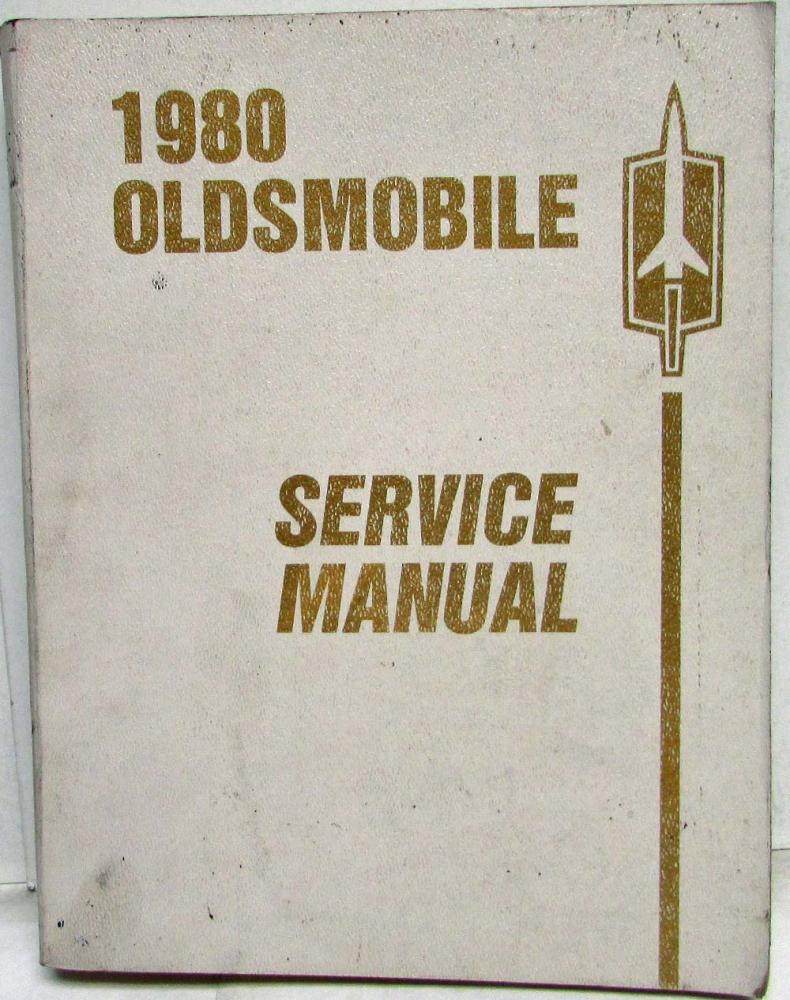 1980
OLDSMOBILE
SERVICE
MANUAL